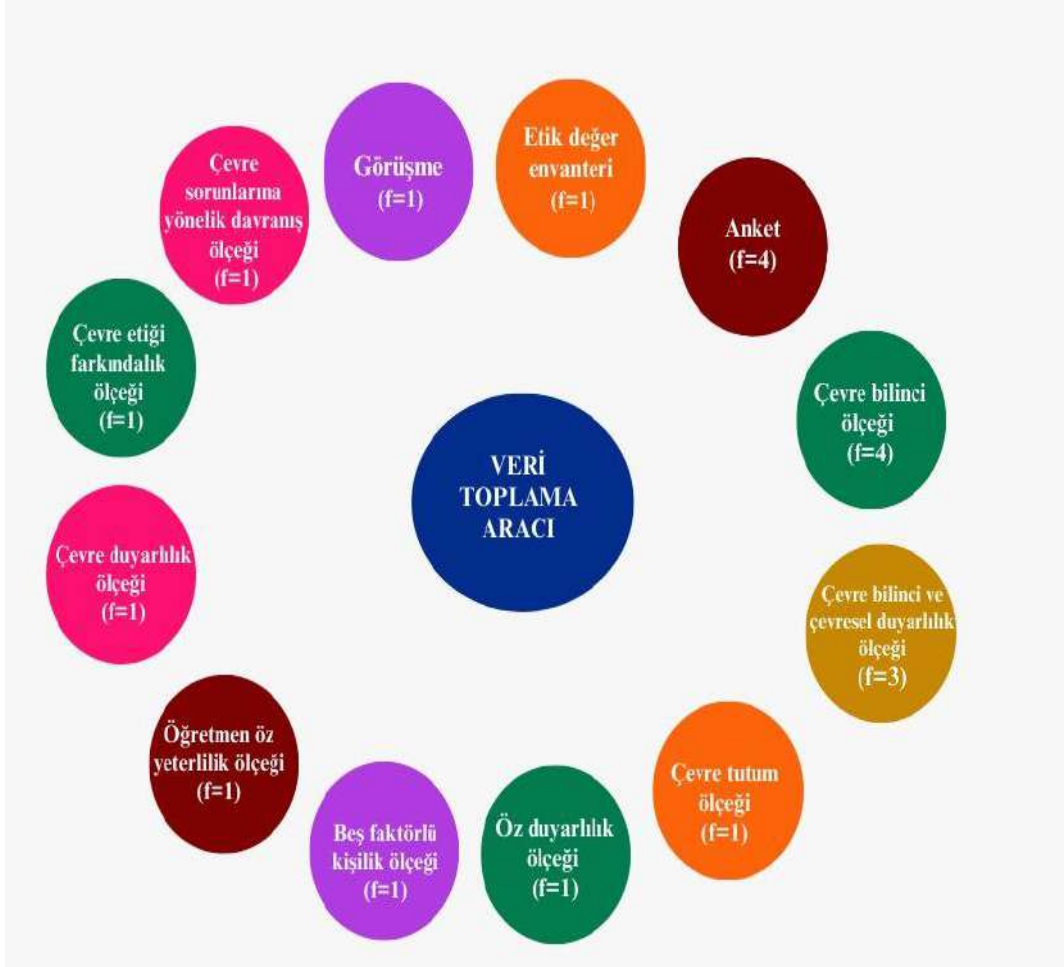 Etik değer
envanteri
(f=1)
Görüşme
(f=1)
Çevre
sorunlarına
yönelik davranış
ölçeği
(f=1)
Anket
(f=4)
Çevre etiği
farkındalık
ölçeği
(f=1)
Çevre bilinci
ölçeği
(f=4)
VERİ
TOPLAMA
ARACI
Çevre duyarlılık
ölçeği
(f=1)
Çevre bilinci ve
çevresel duyarlılık
ölçeği
(f=3)
Öğretmen öz
yeterlilik ölçeği
(f=1)
Çevre tutum
ölçeği
(f=1)
Beş faktörlü
kişilik ölçeği
(f=1)
Öz duyarlılık
ölçeği
(f=1)